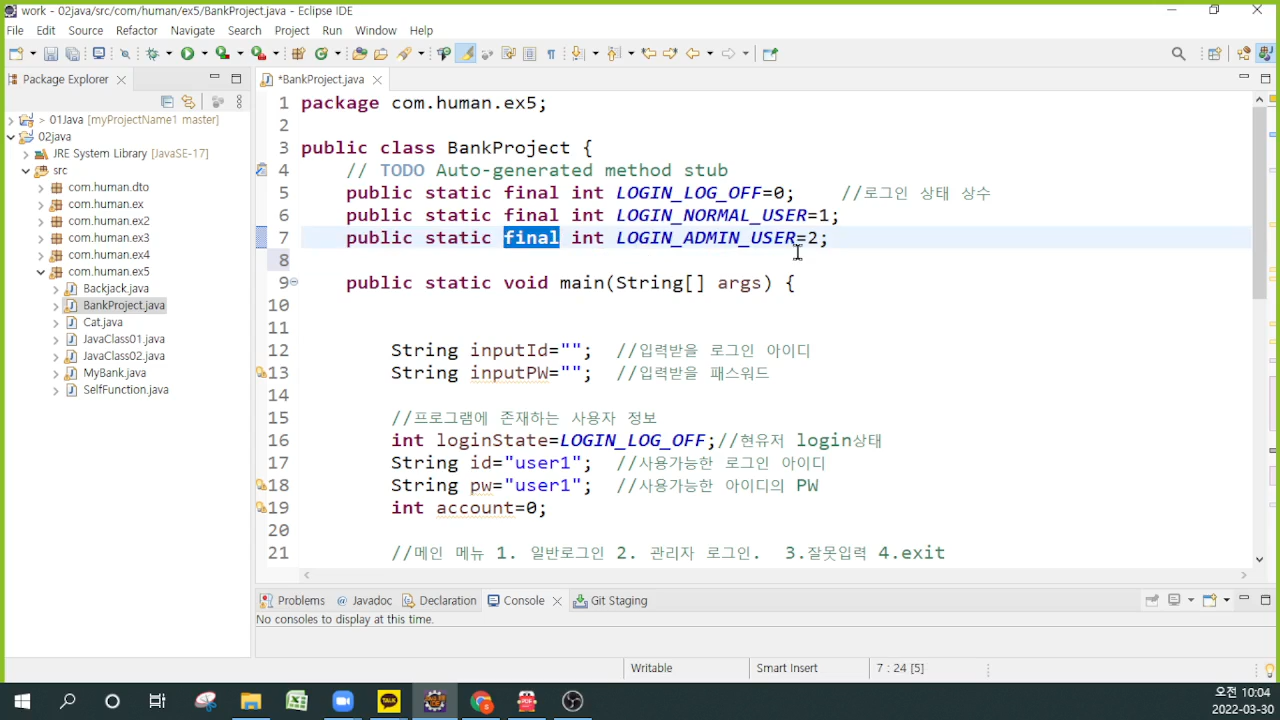 work - 02java/src/com/human/ex5/BankProject.java - Eclipse IDE
File Edit Source Refactor Navigate Search Project Run Window Help
Package Explorer
*BankProject.java
> 01Java [myProjectName1 master]
02java
JRE System Library [JavaSE-17]
src
com.human.dto
com.human.ex
com.human.ex2
com.human.ex3
com.human.ex4
com.human.ex5
Backjack.java
BankProject.java
Cat.java
JavaClass01.java
JavaClass02.java
MyBank.java
SelfFunction.java
1 package com.human.ex5;
2
3 public class BankProject {
4 // TODO Auto-generated method stub
5 public static final int LOGIN_LOG_OFF=0; //로그인 상태 상수
6 public static final int LOGIN_NORMAL_USER=1;
7 public static final int LOGIN_ADMIN_USER=2;
8
9 public static void main(String[] args) {
10
11
12 String inputId=""; //입력받을 로그인 아이디
13 String inputPW=""; //입력받을 패스워드
14
15 //프로그램에 존재하는 사용자 정보
16 int loginState=LOGIN_LOG_OFF;//현유저 login상태
17 String id="user1"; //사용가능한 로그인 아이디
18 String pw="user1"; //사용가능한 아이디의 PW
19 int account=0;
20
21 //메인 메뉴 1. 일반로그인 2. 관리자 로그인. 3.잘못입력 4.exit
Problems @ Javadoc Declaration Console Git Staging
No consoles to display at this time.
Writable Smart Insert 7 : 24 [5]
TALK
PDF
오전 10:04
2022-03-30